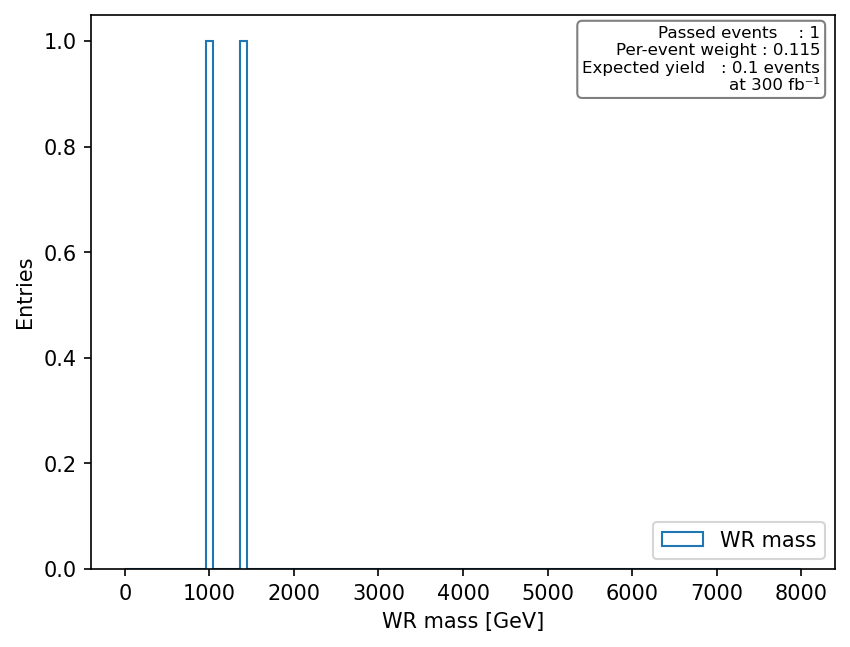 Passed events    : 1
Per-event weight : 0.115
Expected yield   : 0.1 events
at 300 fb⁻¹
1.0
0.8
0.6
0.4
0.2
0.0
Entries
WR mass
0 1000 2000 3000 4000 5000 6000 7000 8000
WR mass [GeV]